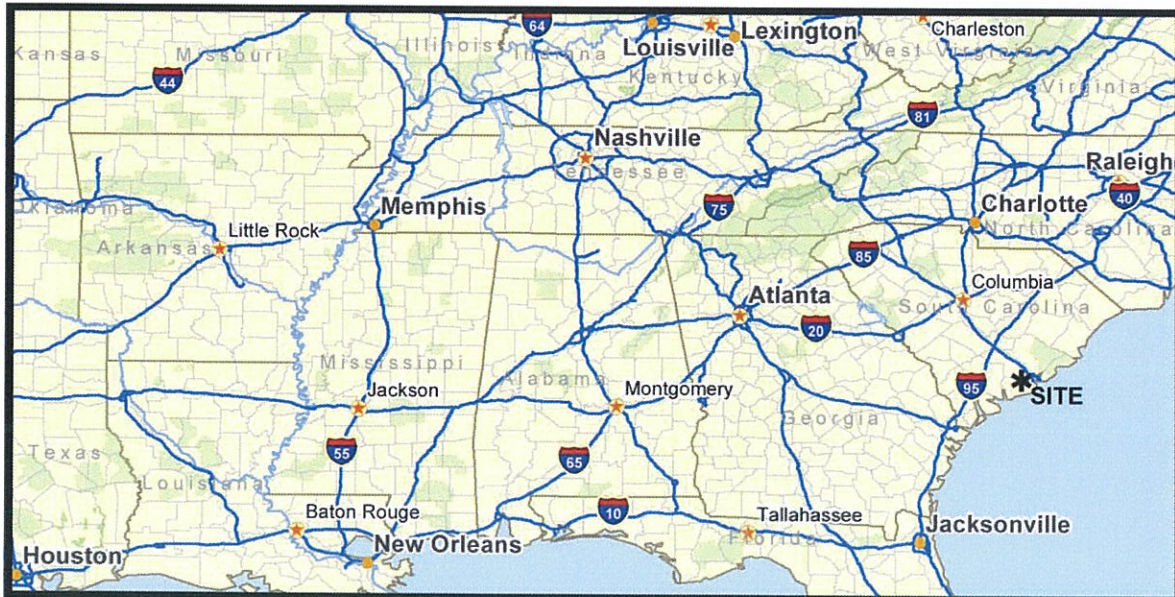 64
Lexington
Charleston
Louisville
West Virginia
Kansas
Missouri
Illinois
Indiana
44
Kentucky
Virginia
81
Nashville
Tennessee
Raleigh
75
40
Oklahoma
Memphis
Charlotte
Little Rock
North Carolina
Arkansas
85
Columbia
Atlanta
South Carolina
20
Mississippi
Alabama
95
SITE
Jackson
Montgomery
Georgia
55
65
Texas
Louisiana
Baton Rouge
10
Tallahassee
Jacksonville
New Orleans
Florida
Houston